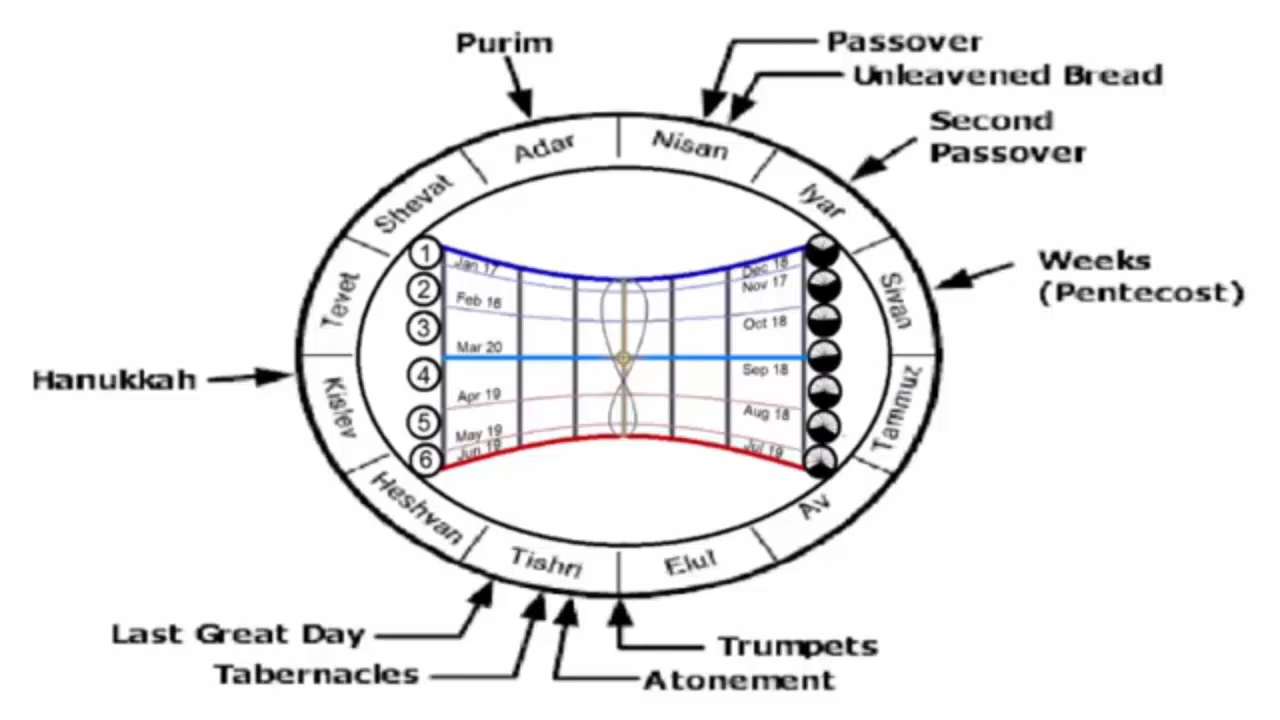 Purim
Passover
Unleavened Bread
Second
Passover
Weeks
(Pentecost)
Hanukkah
Last Great Day
Tabernacles
Trumpets
Atonement
Adar
Nisan
Iyar
Sivan
Tammuz
Av
Elul
Tishri
Heshvan
Kislev
Tevet
Shevat
1
2
3
4
5
6
Jan 17
Feb 16
Mar 20
Apr 19
May 19
Jun 19
Dec 18
Nov 17
Oct 18
Sep 18
Aug 18
Jul 19